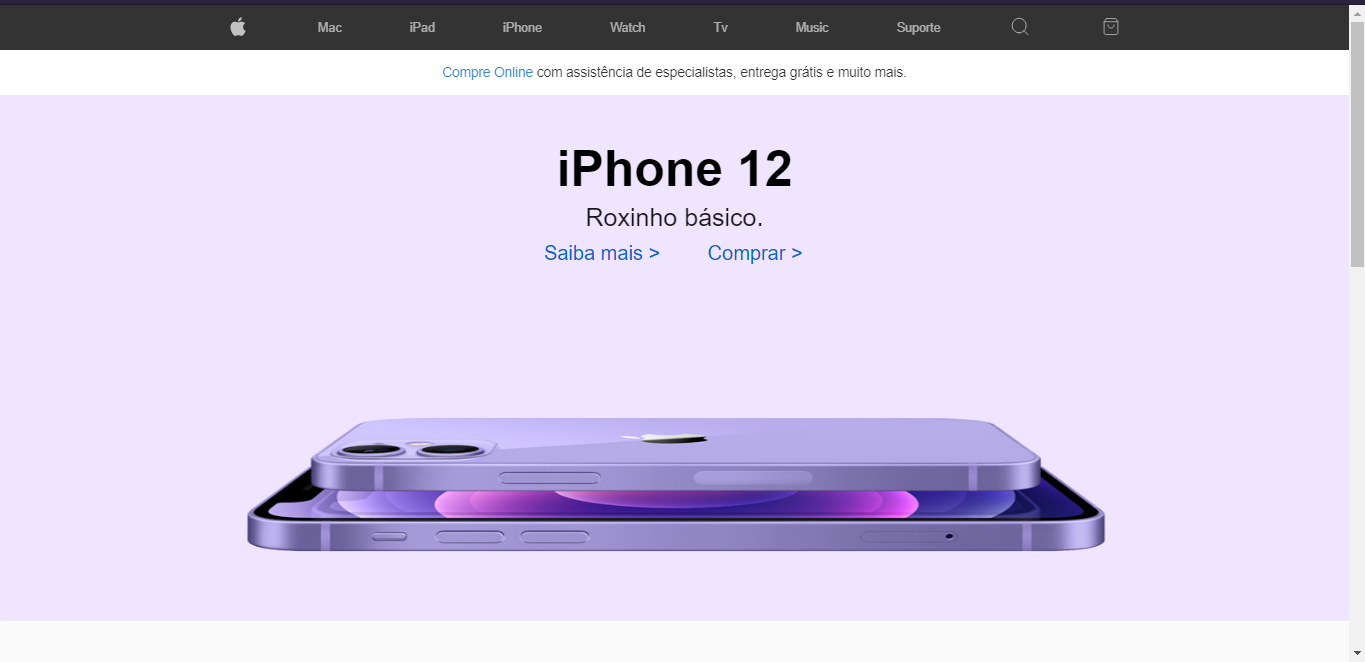 Mac iPad iPhone Watch Tv Music Suporte
Compre Online com assistência de especialistas, entrega grátis e muito mais.
iPhone 12
Roxinho básico.
Saiba mais > Comprar >